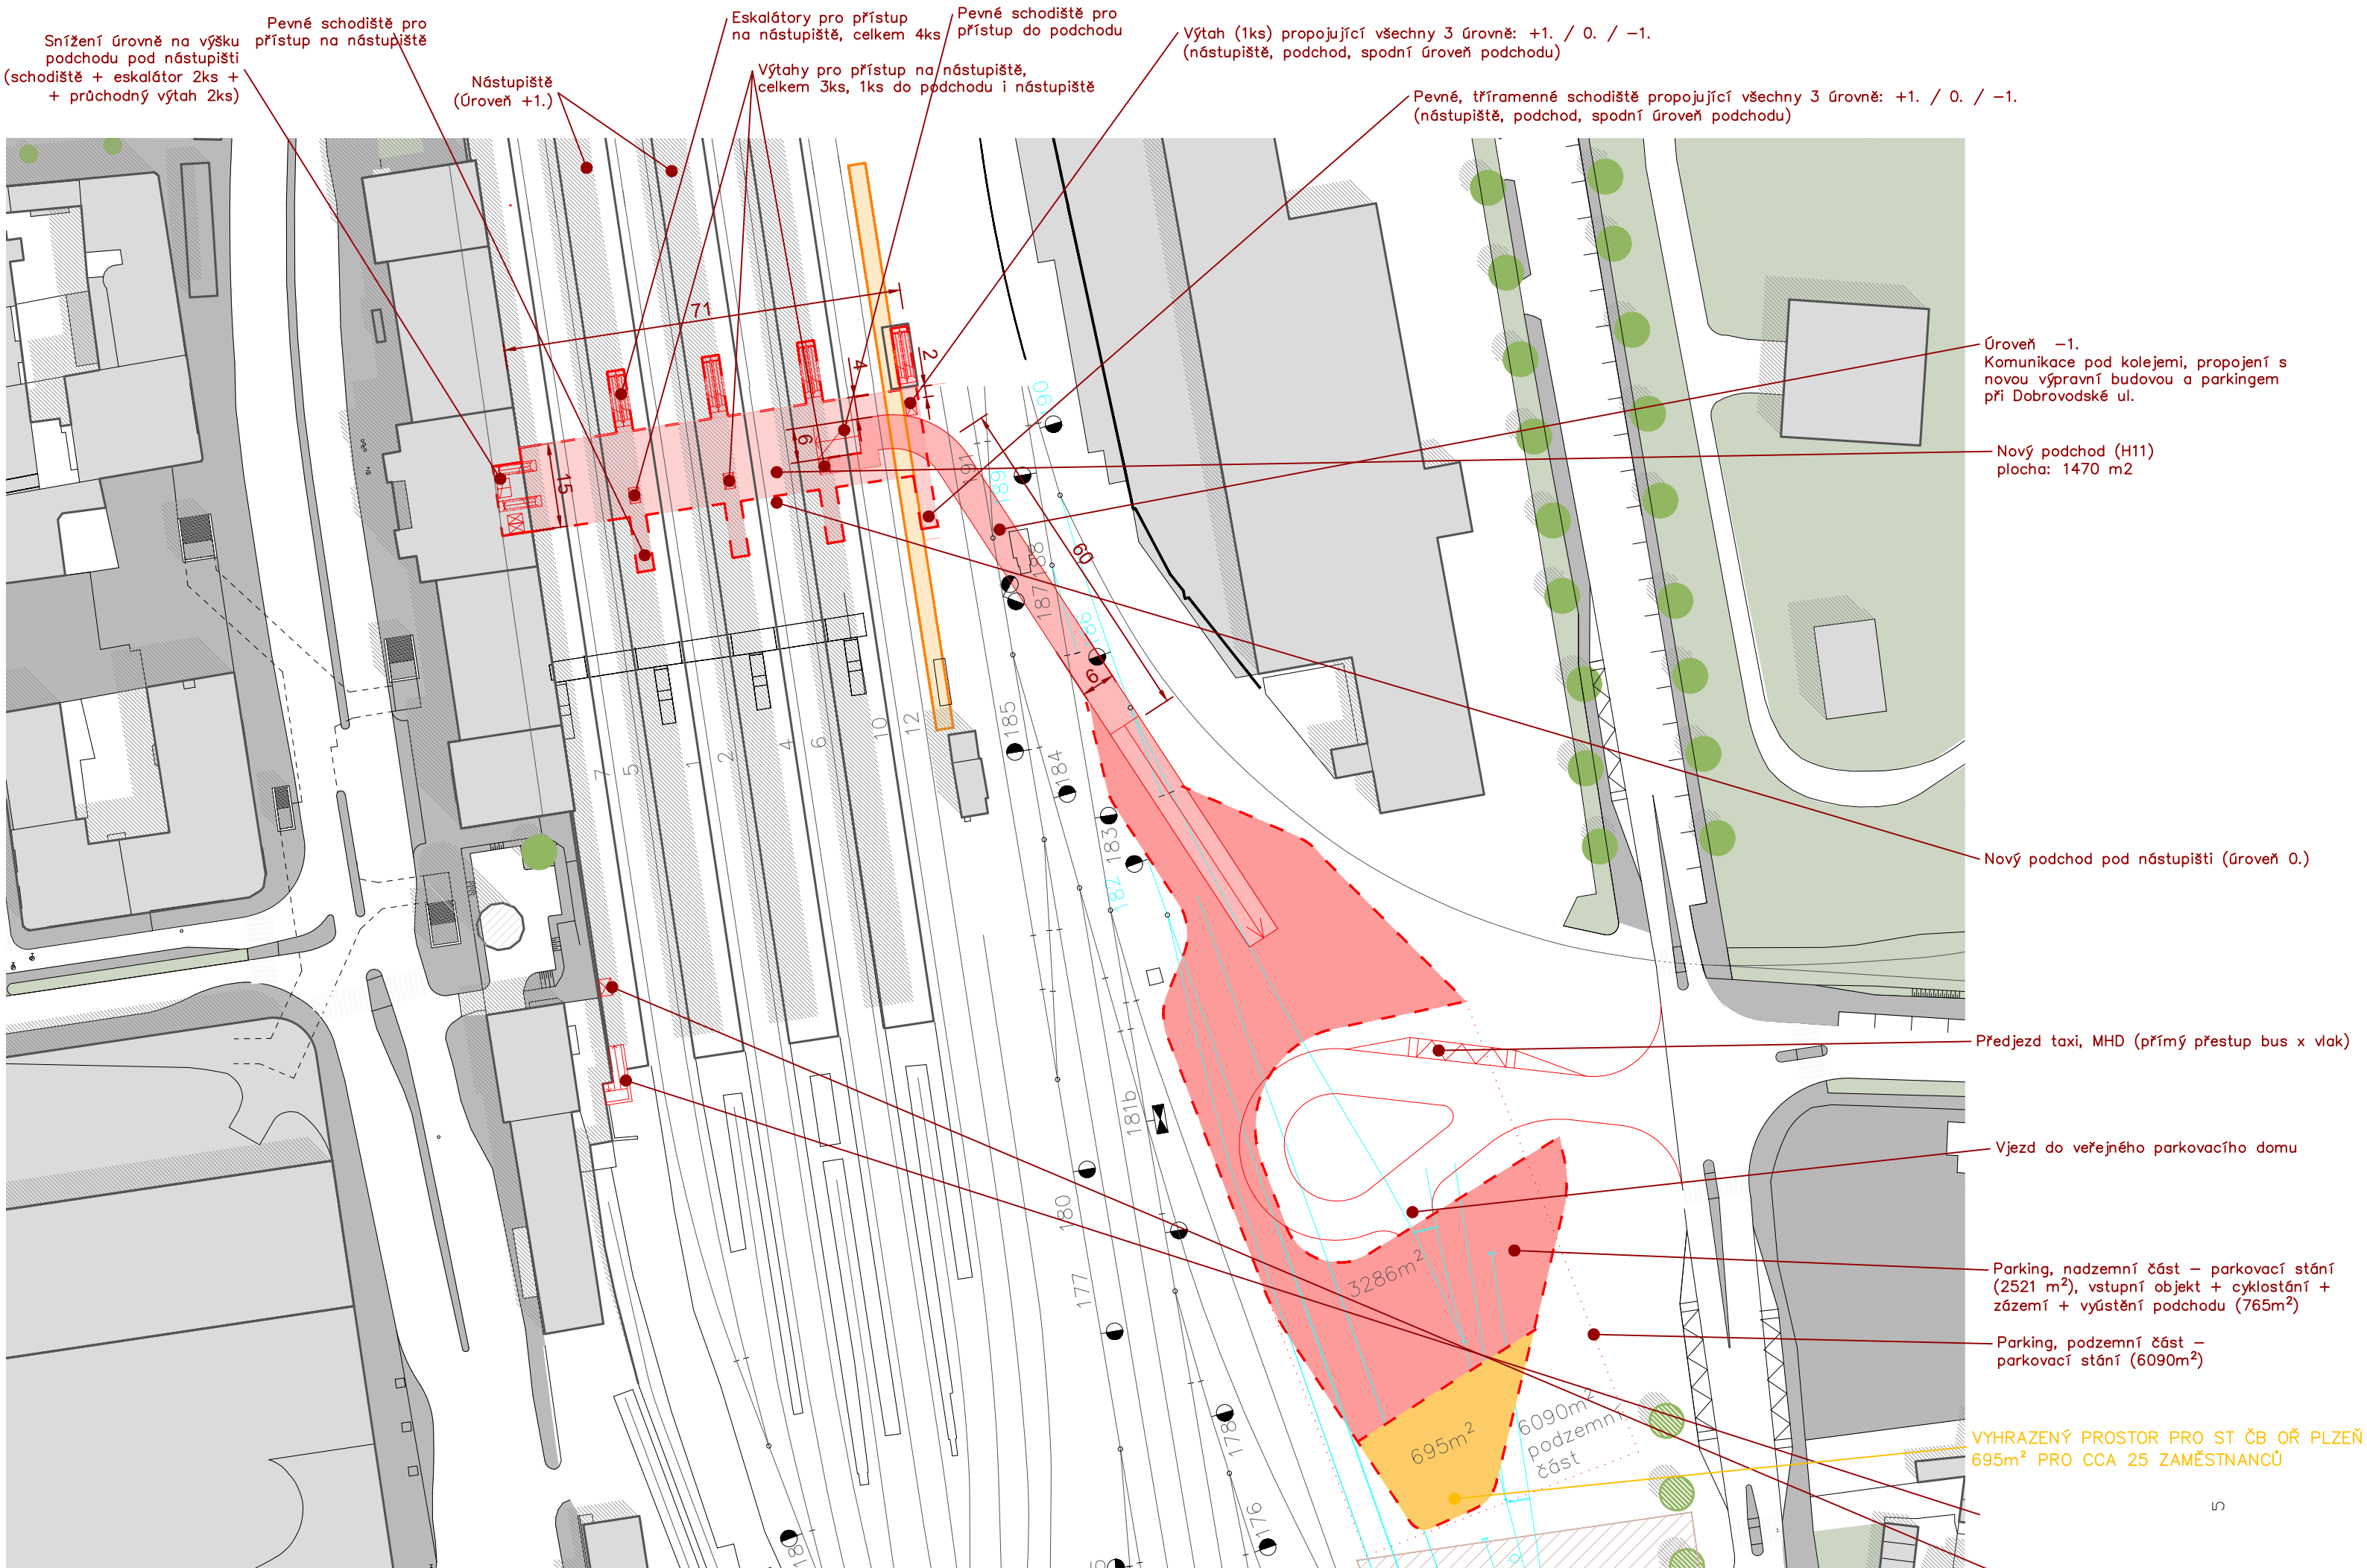 Snížení úrovně na výšku
podchodu pod nástupišti
(schodiště + eskalátor 2ks +
+ průchodný výtah 2ks)
Pevné schodiště pro
přístup na nástupiště
Nástupiště
(Úroveň +1.)
Eskalátory pro přístup
na nástupiště, celkem 4ks
Výtahy pro přístup na nástupiště,
celkem 3ks, 1ks do podchodu i nástupiště
Pevné schodiště pro
přístup do podchodu
Výtah (1ks) propojující všechny 3 úrovně: +1. / 0. / −1.
(nástupiště, podchod, spodní úroveň podchodu)
Pevné, tříramenné schodiště propojující všechny 3 úrovně: +1. / 0. / −1.
(nástupiště, podchod, spodní úroveň podchodu)
Úroveň −1.
Komunikace pod kolejemi, propojení s
novou výpravní budovou a parkingem
při Dobrovodské ul.
Nový podchod (H11)
plocha: 1470 m2
Nový podchod pod nástupišti (úroveň 0.)
Předjezd taxi, MHD (přímý přestup bus x vlak)
Vjezd do veřejného parkovacího domu
Parking, nadzemní část – parkovací stání
(2521 m²), vstupní objekt + cyklostání +
zázemí + vyústění podchodu (765m²)
Parking, podzemní část –
parkovací stání (6090m²)
VYHRAZENÝ PROSTOR PRO ST ČB OŘ PLZEŇ
695m² PRO CCA 25 ZAMĚSTNANCŮ
5
71
15
4
2
6
60
6
190
191
189
188
187
186
185
184
183
182
181b
180
177
178
176
7
5
1
2
4
6
10
12
3286m²
695m²
6090m²
podzemní
část